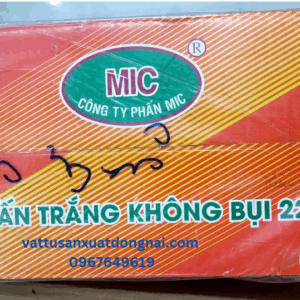 MIC
®
CÔNG TY PHẤN MIC
ẤN TRẮNG KHÔNG BỤI 22
vattusanxuatdongnai.com
0967649619